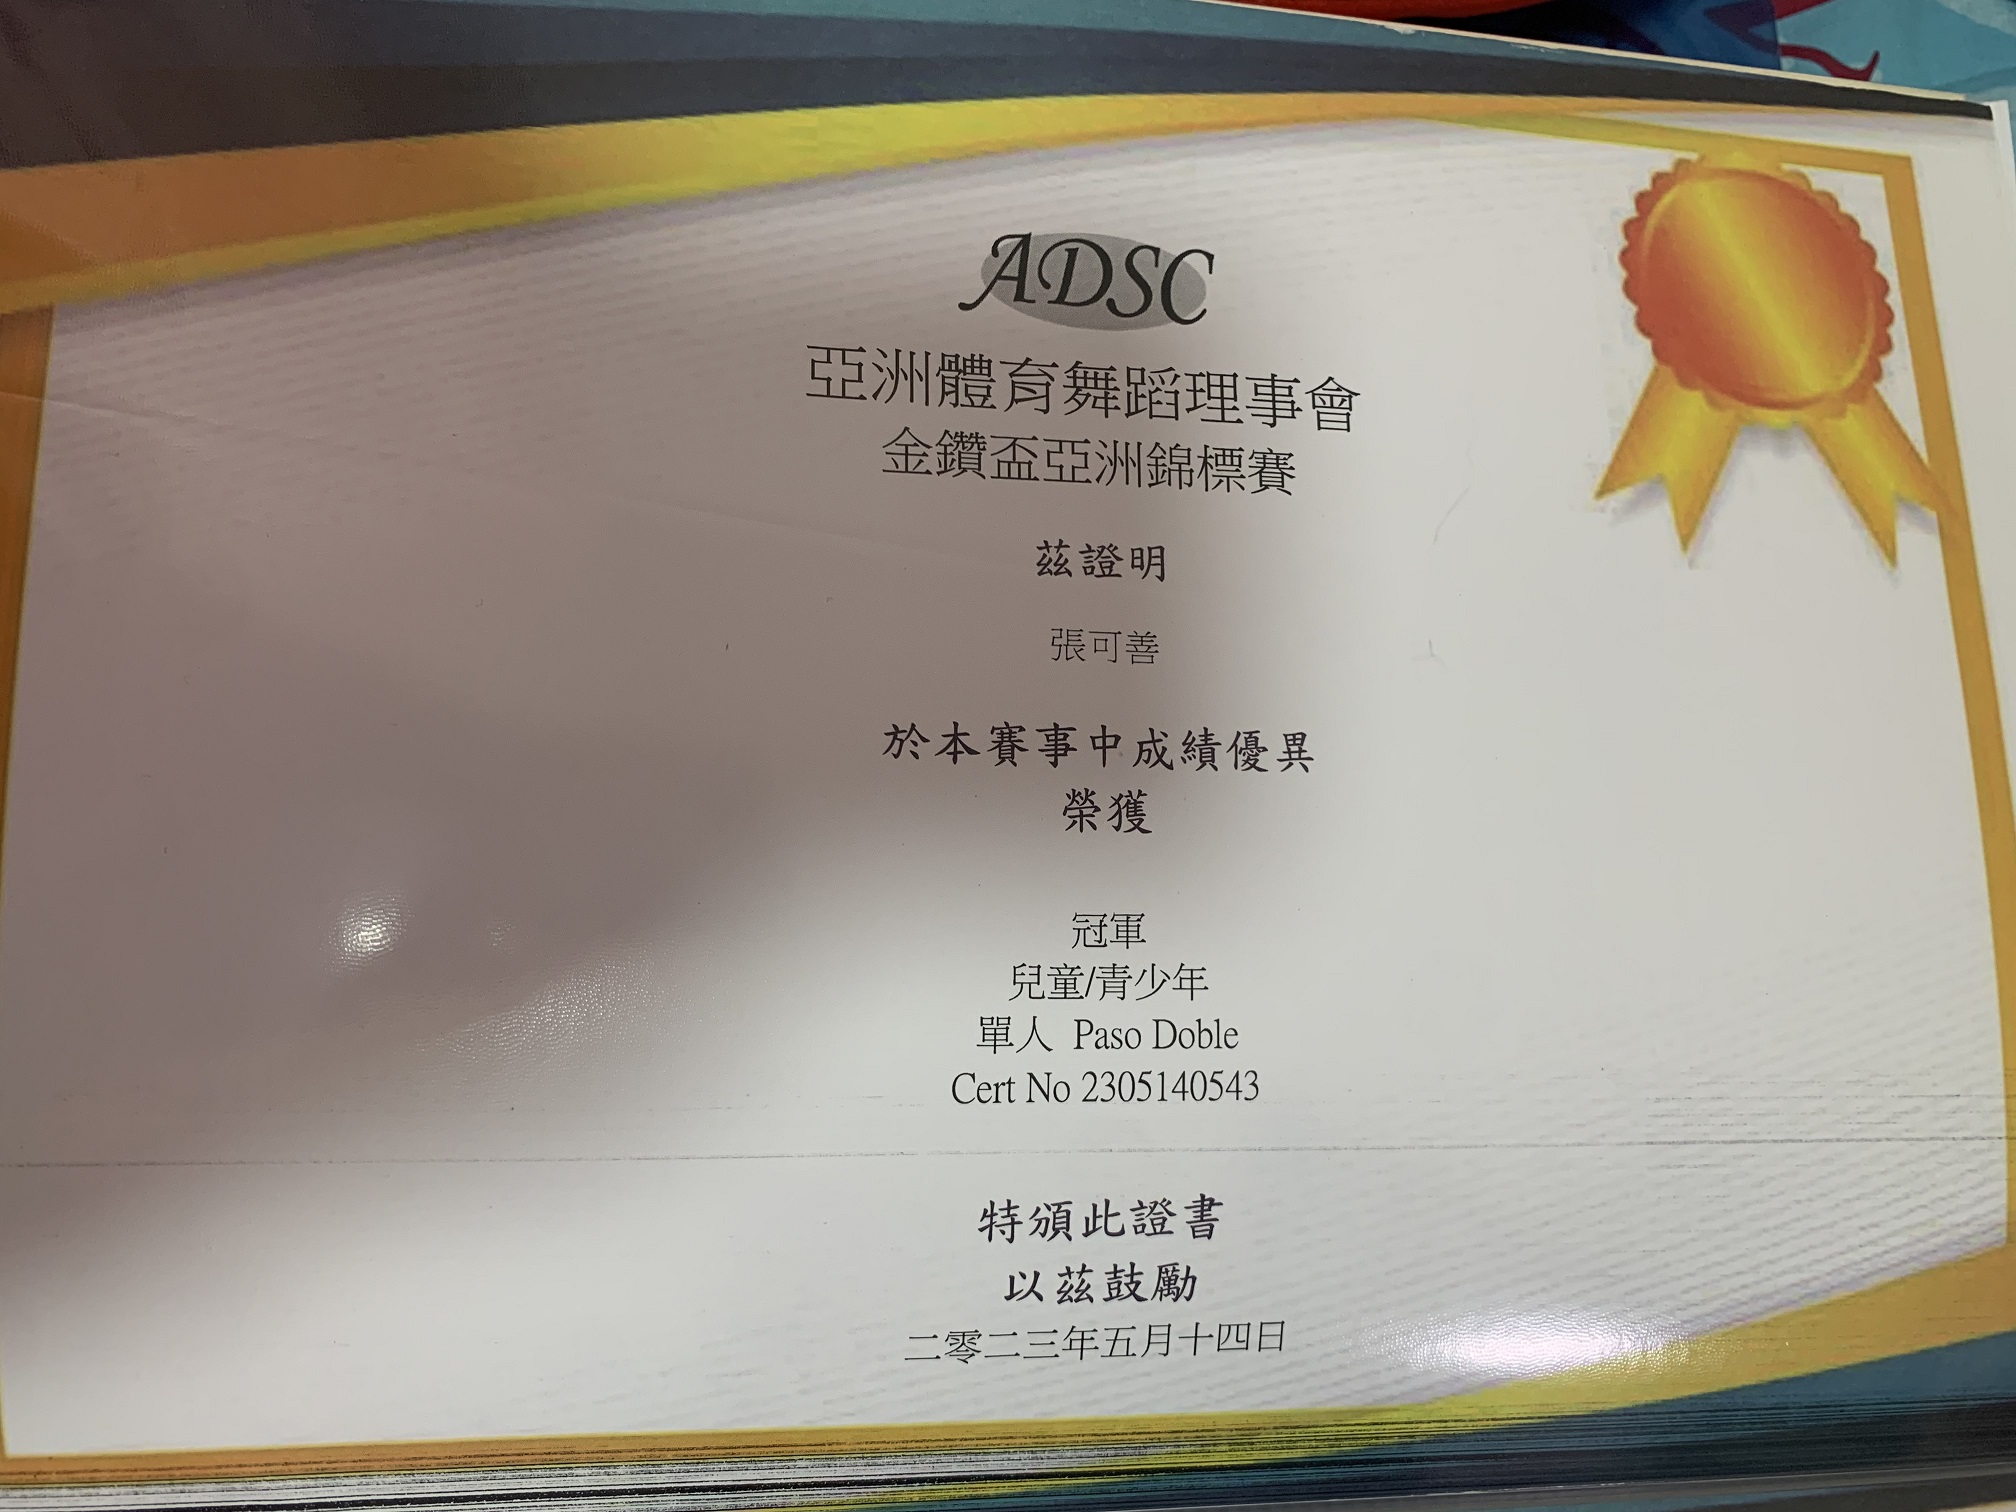 ADSC
亞洲體育舞蹈理事會
金鑽盃亞洲錦標賽
茲證明
張可善
於本賽事中成績優異
榮獲
冠軍
兒童/青少年
單人 Paso Doble
Cert No 2305140543
特頒此證書
以茲鼓勵
二零二三年五月十四日